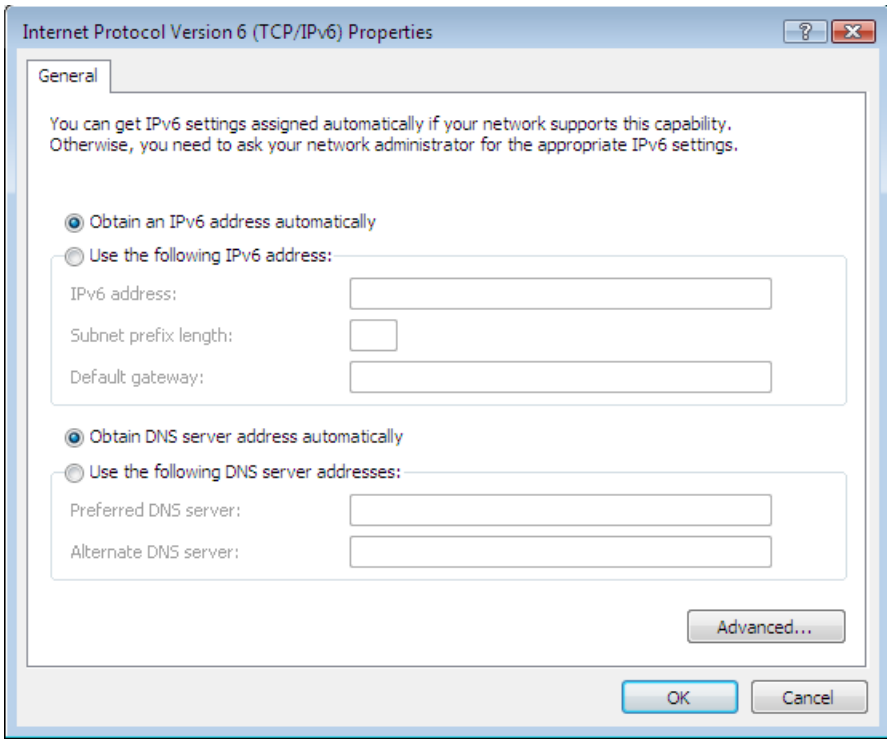 Internet Protocol Version 6 (TCP/IPv6) Properties
?
General
You can get IPv6 settings assigned automatically if your network supports this capability.
Otherwise, you need to ask your network administrator for the appropriate IPv6 settings.
Obtain an IPv6 address automatically
Use the following IPv6 address:
IPv6 address:
Subnet prefix length:
Default gateway:
Obtain DNS server address automatically
Use the following DNS server addresses:
Preferred DNS server:
Alternate DNS server:
Advanced...
OK Cancel